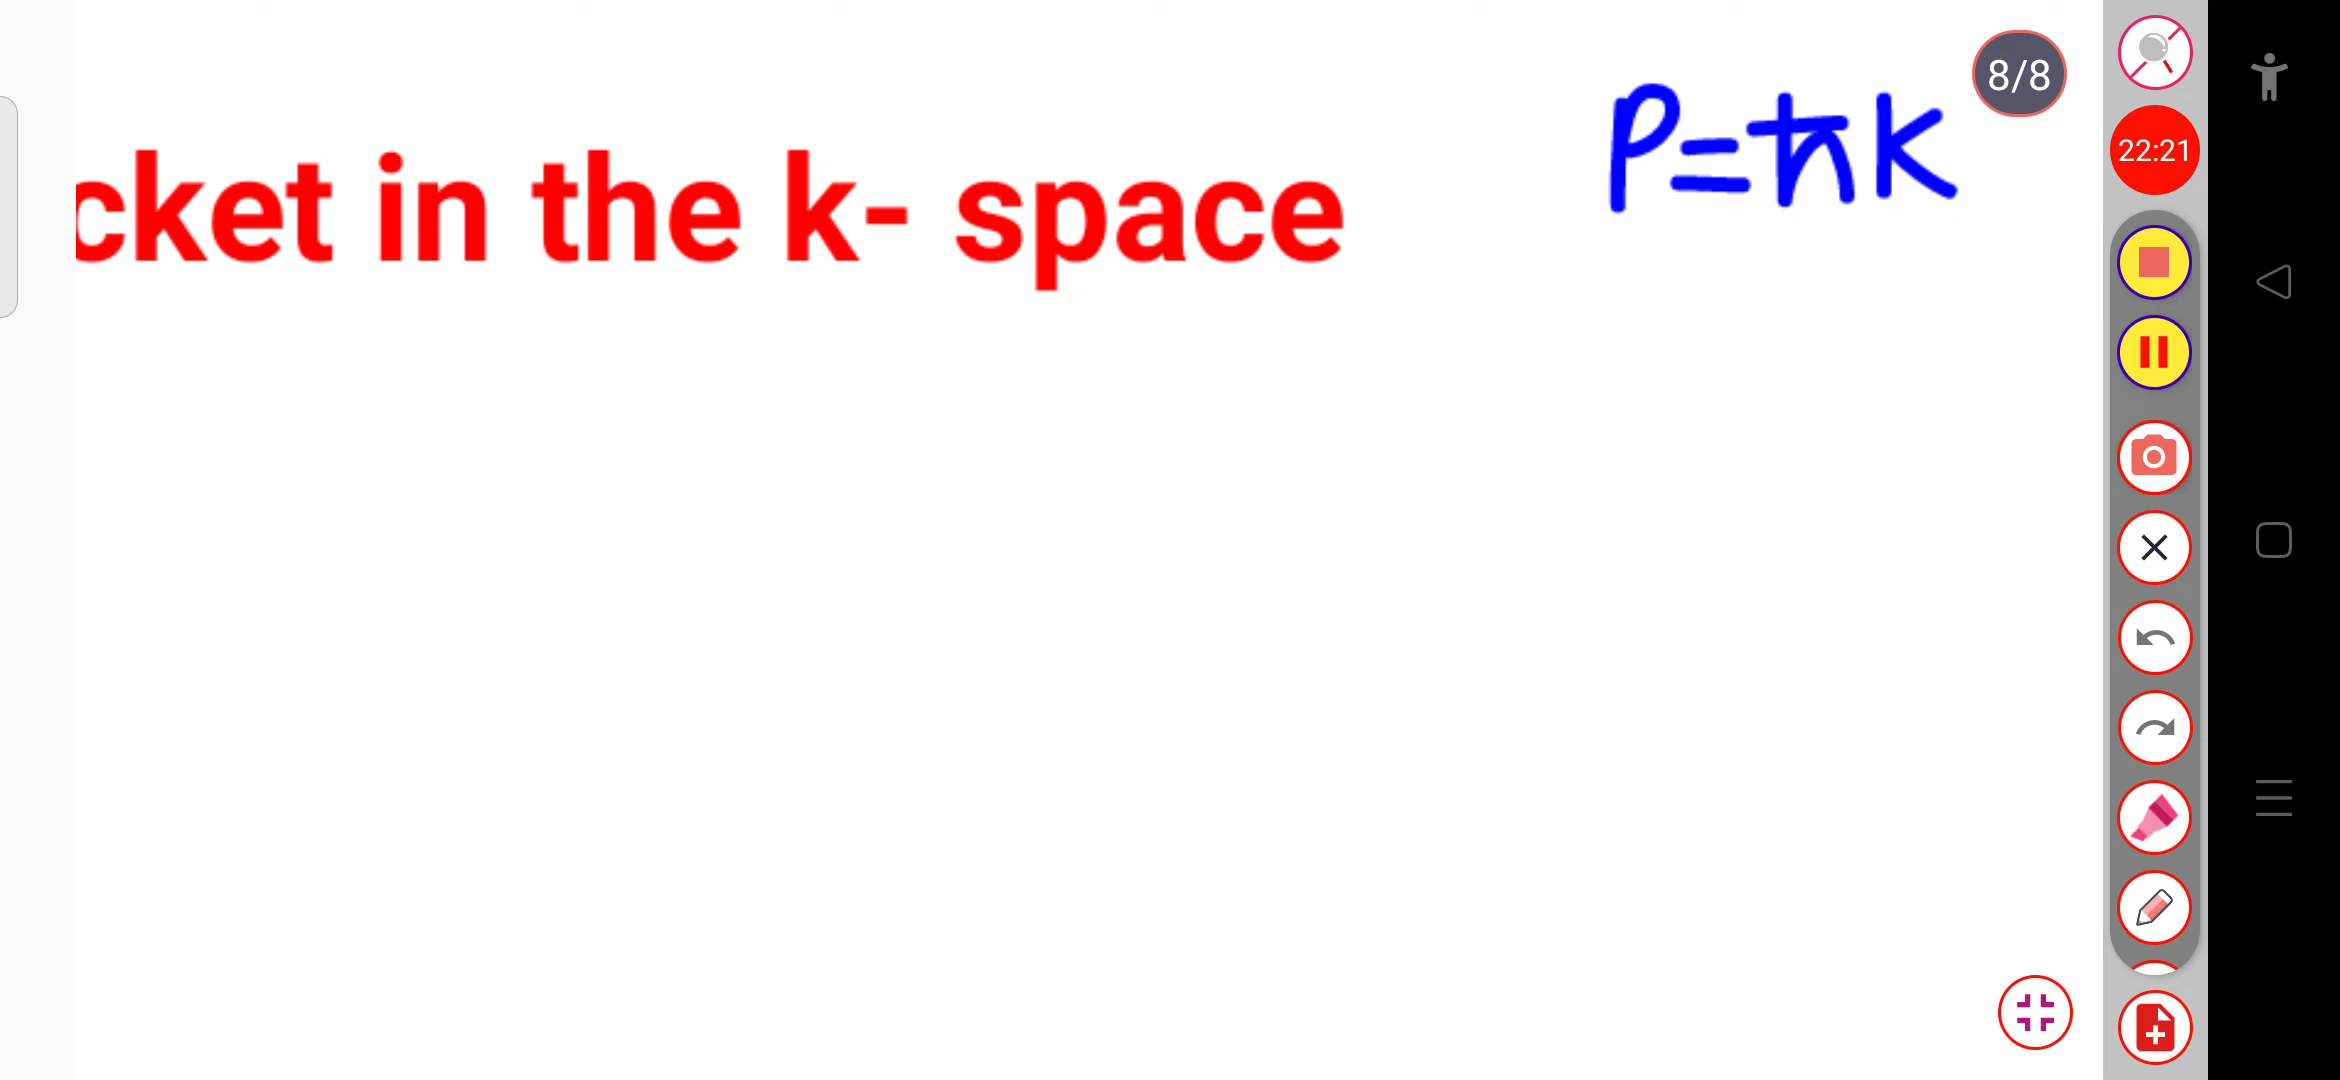 8/8
P=ℏk
22:21
cket in the k- space